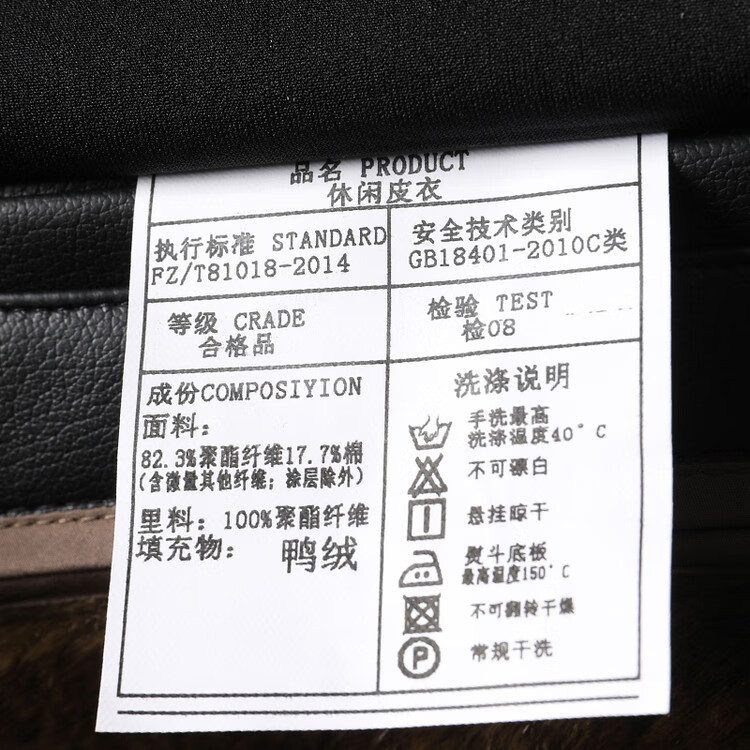 品名 PRODUCT
休闲皮衣
执行标准 STANDARD
FZ/T81018-2014
安全技术类别
GB18401-2010C类
等级 CRADE
合格品
检验 TEST
检08
成份COMPOSIYION
面料：
82.3%聚酯纤维17.7%棉
(含微量其他纤维；涂层除外)
里料：100%聚酯纤维
填充物： 鸭绒
洗涤说明
手洗最高
洗涤温度40°C
不可漂白
悬挂晾干
熨斗底板
最高温度150°C
不可翻转干燥
P
常规干洗